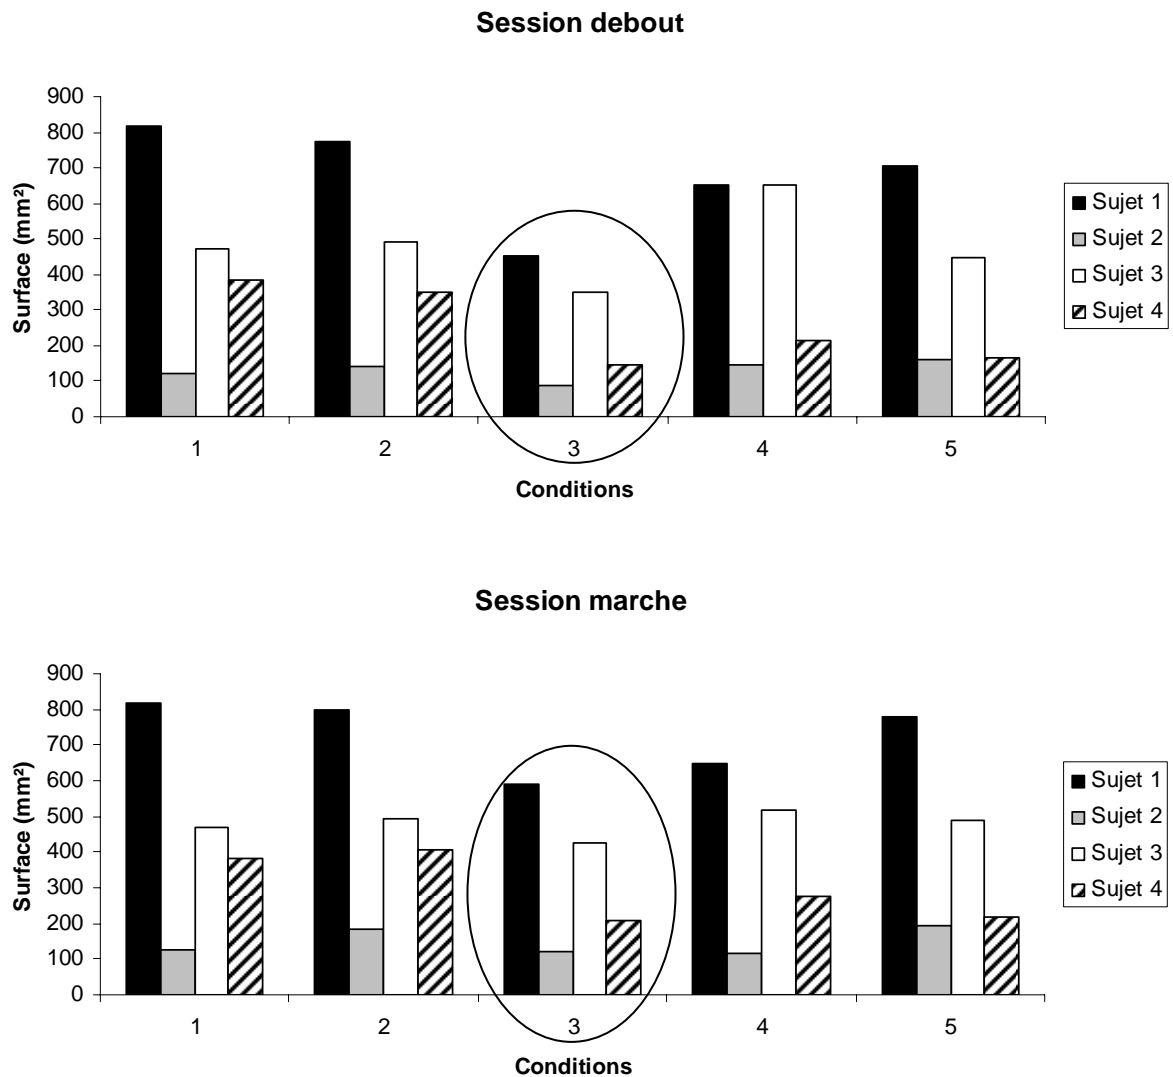 Session debout
900
800
700
600
500
400
300
200
100
0
Surface (mm²)
1 2 3 4 5
Conditions
Sujet 1
Sujet 2
Sujet 3
Sujet 4
Session marche
900
800
700
600
500
400
300
200
100
0
Surface (mm²)
1 2 3 4 5
Conditions
Sujet 1
Sujet 2
Sujet 3
Sujet 4